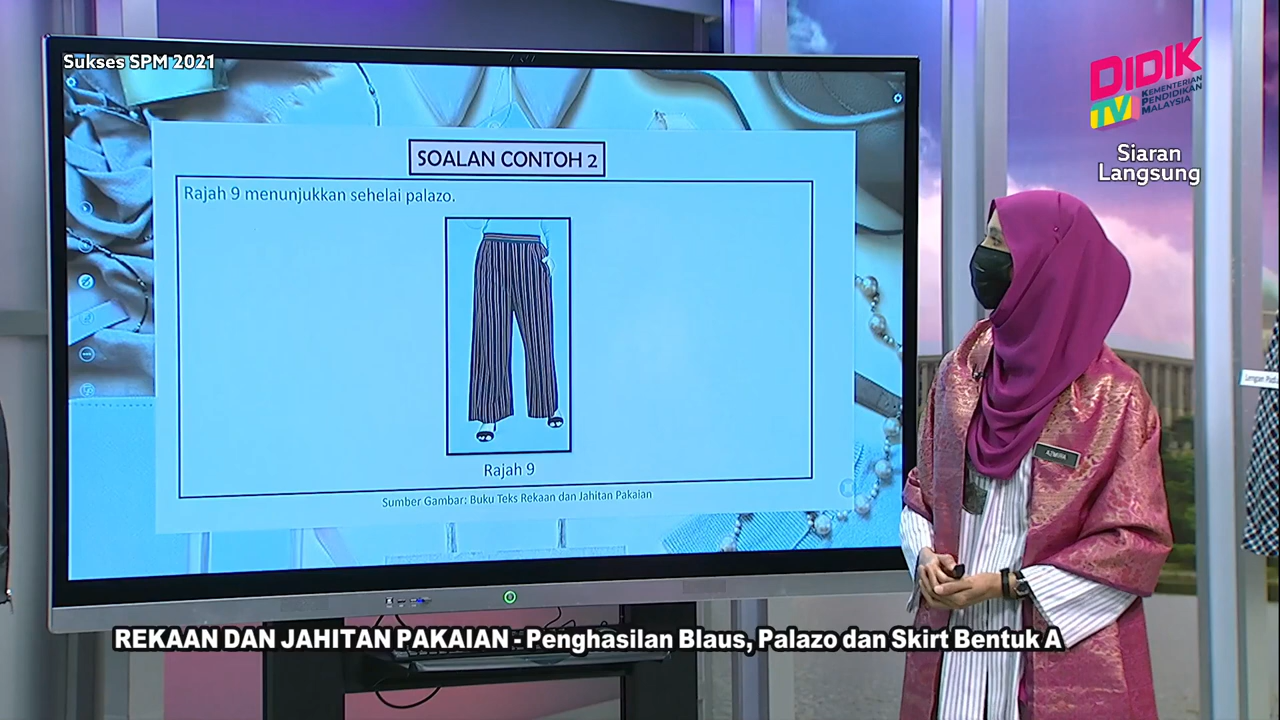 Sukses SPM 2021
DIDIK
TV
KEMENTERIAN
PENDIDIKAN
MALAYSIA
Siaran
Langsung
SOALAN CONTOH 2
Rajah 9 menunjukkan sehelai palazo.
Rajah 9
Sumber Gambar: Buku Teks Rekaan dan Jahitan Pakaian
AZMIRA
REKAAN DAN JAHITAN PAKAIAN - Penghasilan Blaus, Palazo dan Skirt Bentuk A